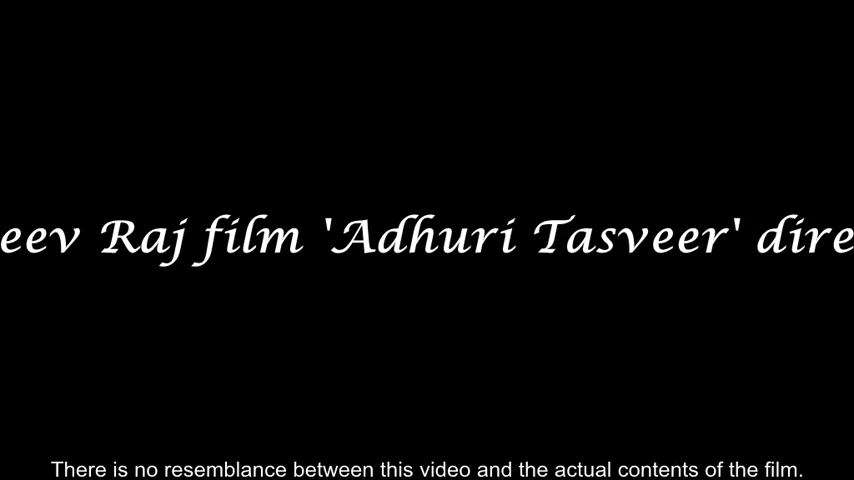 eev Raj film 'Adhuri Tasveer' dire
There is no resemblance between this video and the actual contents of the film.